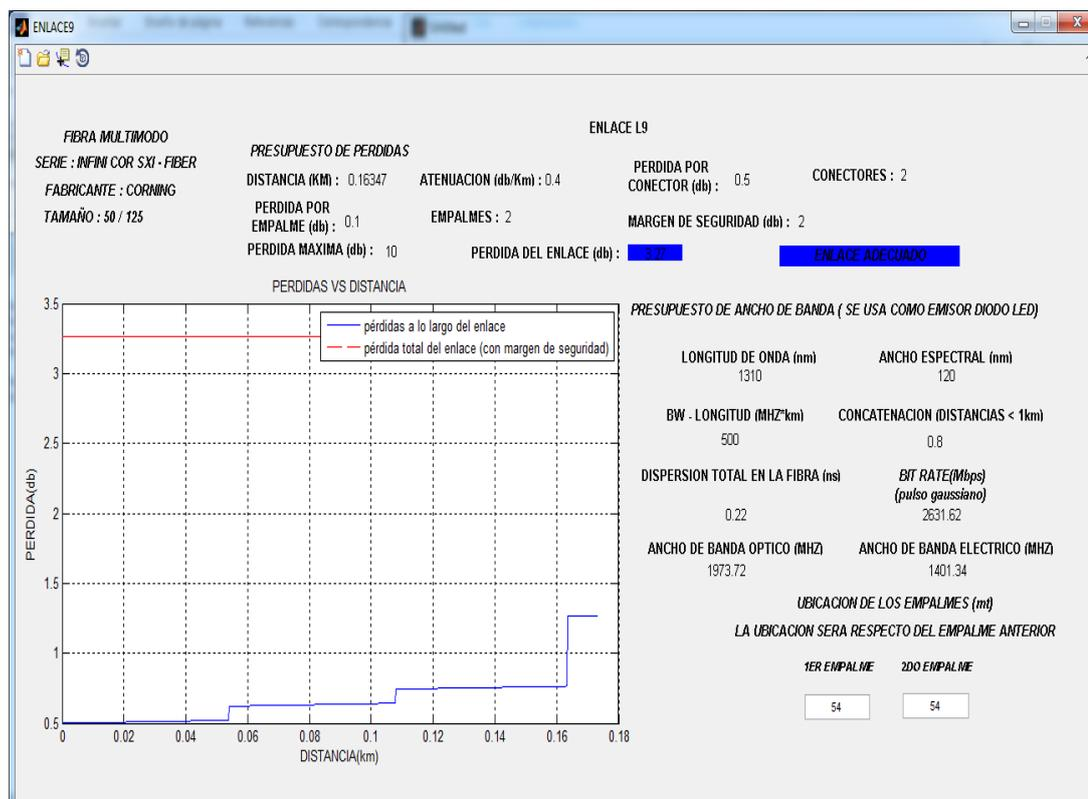 ENLACE9
ENLACE L9
FIBRA MULTIMODO
SERIE : INFINI COR SXI - FIBER
FABRICANTE : CORNING
TAMAÑO : 50 / 125
PRESUPUESTO DE PERDIDAS
DISTANCIA (KM) : 0.16347
ATENUACION (db/Km) : 0.4
PERDIDA POR
CONECTOR (db) : 0.5
CONECTORES : 2
PERDIDA POR
EMPALME (db) : 0.1
EMPALMES : 2
MARGEN DE SEGURIDAD (db) : 2
PERDIDA MAXIMA (db) : 10
PERDIDA DEL ENLACE (db) : 3.27
ENLACE ADECUADO
PERDIDAS VS DISTANCIA
pérdidas a lo largo del enlace
pérdida total del enlace (con margen de seguridad)
PERDIDA(db)
3.5
3
2.5
2
1.5
1
0.5
0 0.02 0.04 0.06 0.08 0.1 0.12 0.14 0.16 0.18
DISTANCIA(km)
PRESUPUESTO DE ANCHO DE BANDA ( SE USA COMO EMISOR DIODO LED)
LONGITUD DE ONDA (nm)
1310
ANCHO ESPECTRAL (nm)
120
BW - LONGITUD (MHZ*km)
500
CONCATENACION (DISTANCIAS < 1km)
0.8
DISPERSION TOTAL EN LA FIBRA (ns)
0.22
BIT RATE(Mbps)
(pulso gaussiano)
2631.62
ANCHO DE BANDA OPTICO (MHZ)
1973.72
ANCHO DE BANDA ELECTRICO (MHZ)
1401.34
UBICACION DE LOS EMPALMES (mt)
LA UBICACION SERA RESPECTO DEL EMPALME ANTERIOR
1ER EMPALME
54
2DO EMPALME
54